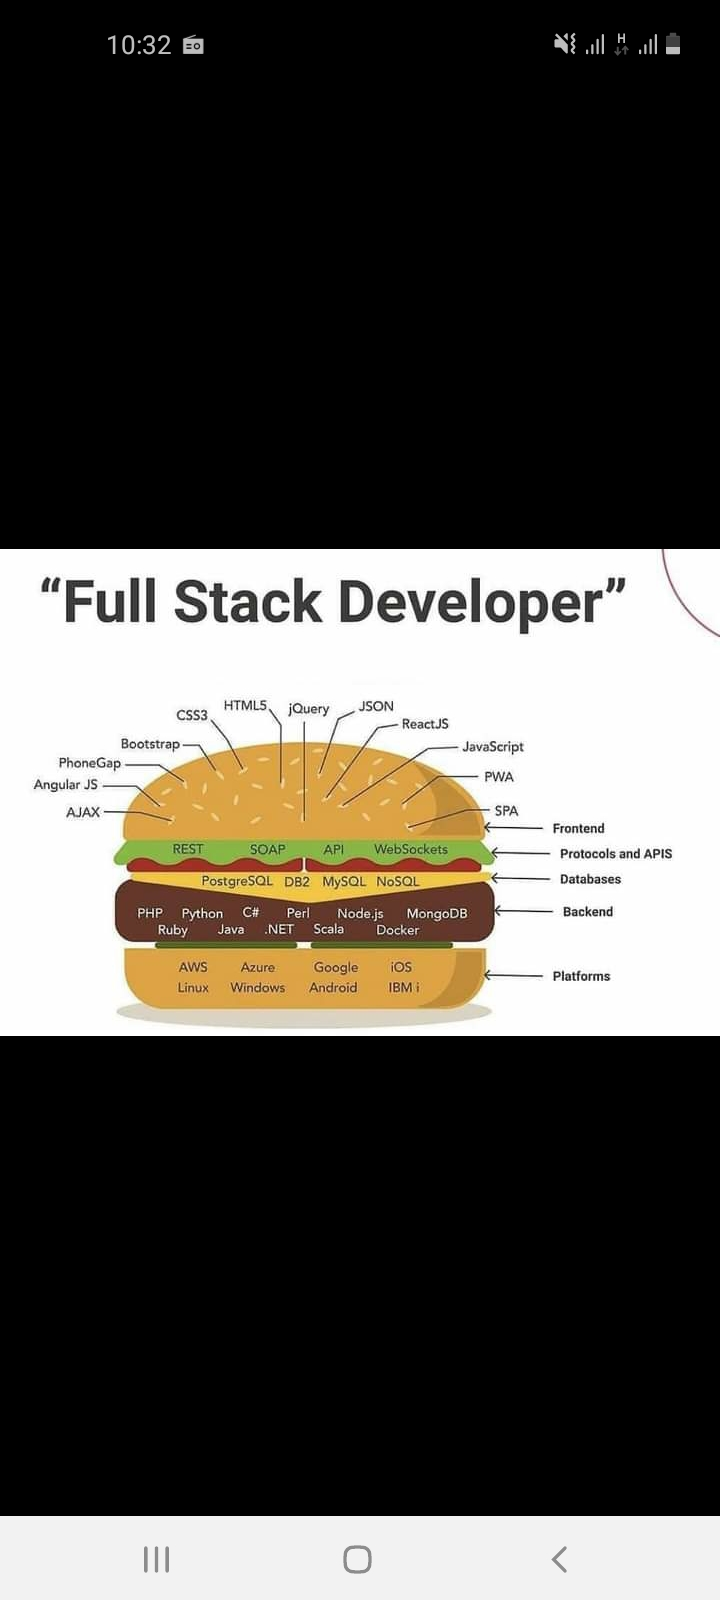 10:32
H
“Full Stack Developer”
HTML5 jQuery JSON
CSS3 ReactJS
Bootstrap JavaScript
PhoneGap PWA
Angular JS
AJAX SPA
Frontend
REST SOAP API WebSockets Protocols and APIS
PostgreSQL DB2 MySQL NoSQL Databases
PHP Python C# Perl Node.js MongoDB Backend
Ruby Java .NET Scala Docker
AWS Azure Google iOS
Platforms
Linux Windows Android IBM i